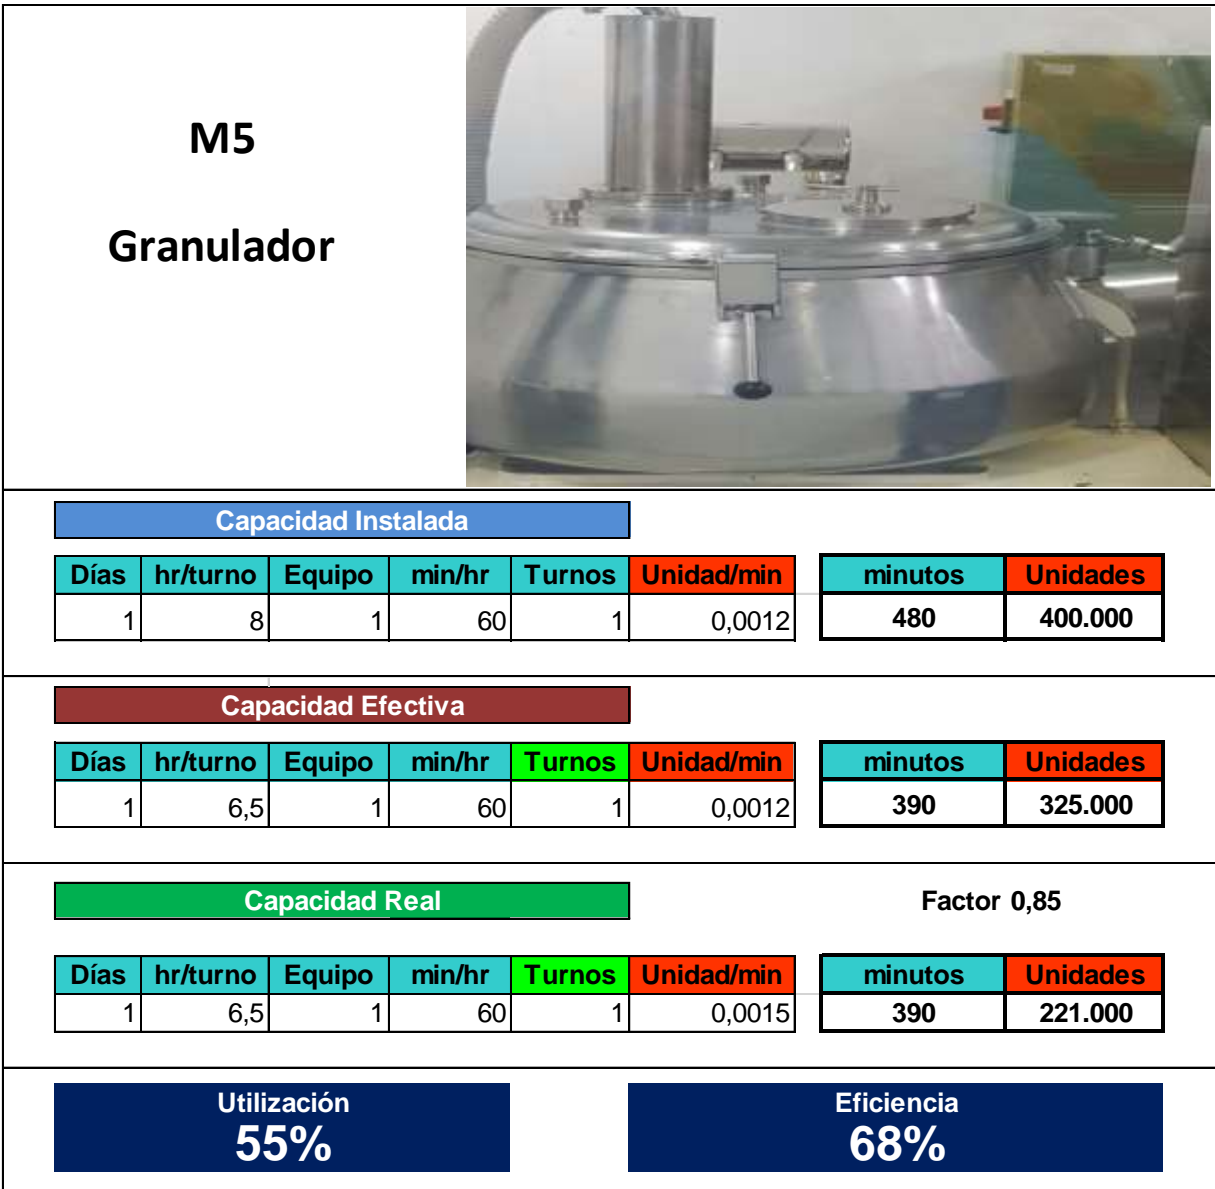 M5
Granulador
Capacidad Instalada
Días hr/turno Equipo min/hr Turnos Unidad/min minutos Unidades
1 8 1 60 1 0,0012 480 400.000
Capacidad Efectiva
Días hr/turno Equipo min/hr Turnos Unidad/min minutos Unidades
1 6,5 1 60 1 0,0012 390 325.000
Capacidad Real Factor 0,85
Días hr/turno Equipo min/hr Turnos Unidad/min minutos Unidades
1 6,5 1 60 1 0,0015 390 221.000
Utilización Eficiencia
55% 68%